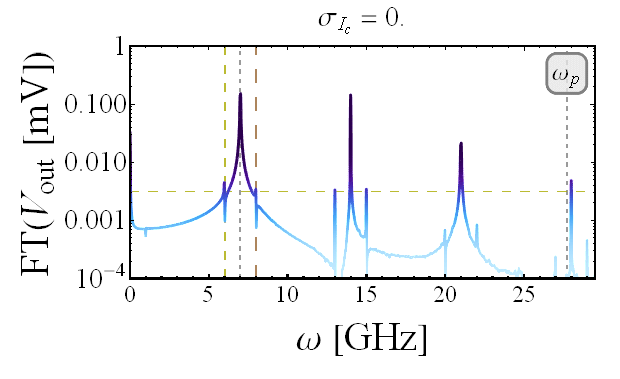 σ_{I_c} = 0.
FT(V_out [mV])
1
0.100
0.010
0.001
10^{-4}
ω_p
0 5 10 15 20 25
ω [GHz]